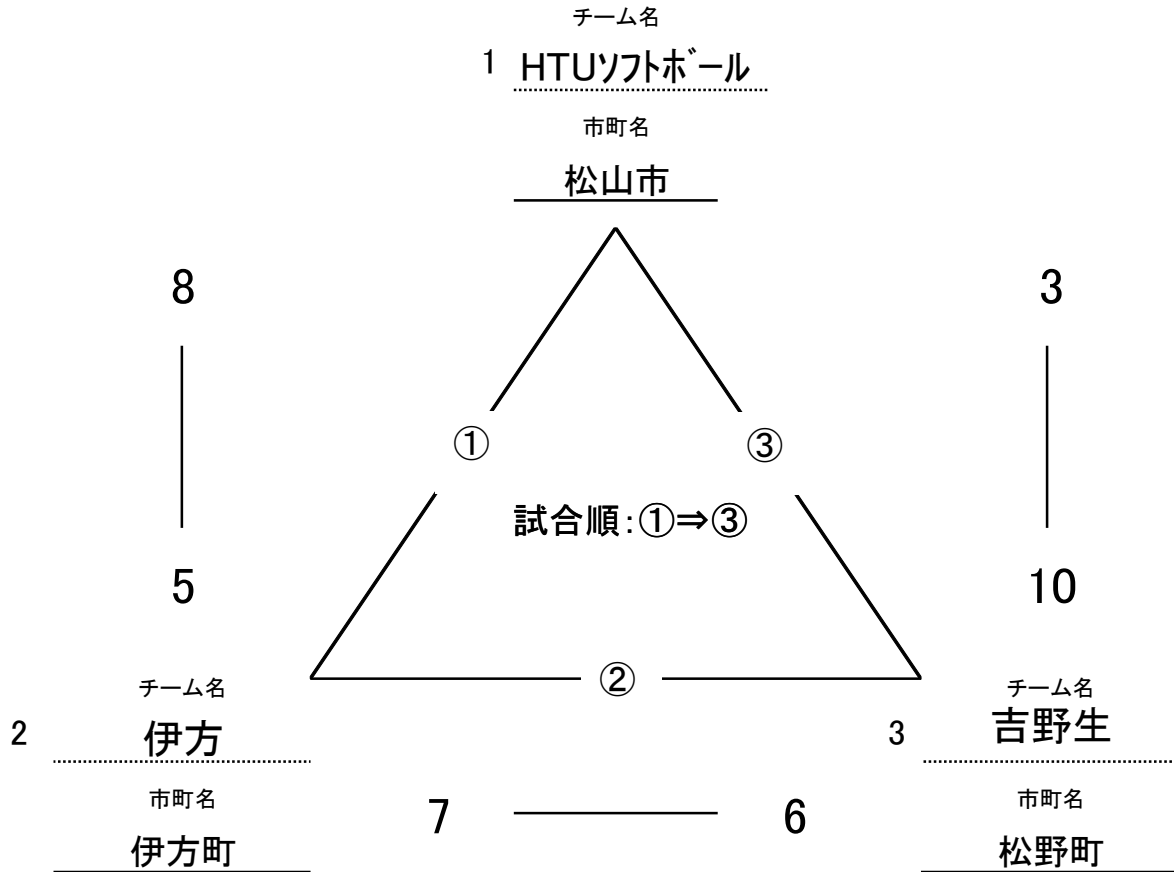 チーム名
1 HTUソフトボール
市町名
松山市
8
3
①
③
試合順:①⇒③
5
10
②
チーム名
2 伊方
チーム名
3 吉野生
市町名
伊方町
7
6
市町名
松野町